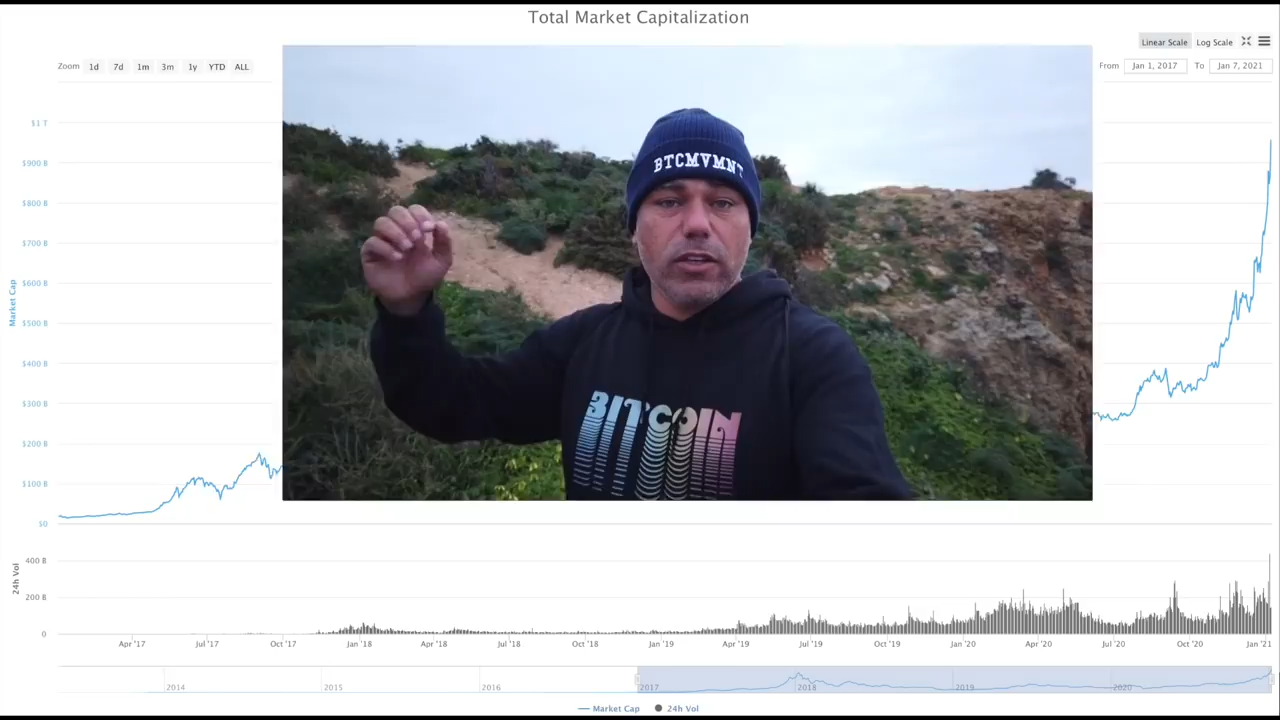 Total Market Capitalization
Linear Scale Log Scale
Zoom 1d 7d 1m 3m 1y YTD ALL
From Jan 1, 2017 To Jan 7, 2021
$1 T
$900 B
$800 B
$700 B
$600 B
$500 B
$400 B
$300 B
$200 B
$100 B
$0
Market Cap
BTCMVMNT
BITCOIN
400 B
200 B
0
24h Vol
Apr '17 Jul '17 Oct '17 Jan '18 Apr '18 Jul '18 Oct '18 Jan '19 Apr '19 Jul '19 Oct '19 Jan '20 Apr '20 Jul '20 Oct '20 Jan '21
2014 2015 2016 2017 2018 2019 2020
Market Cap 24h Vol